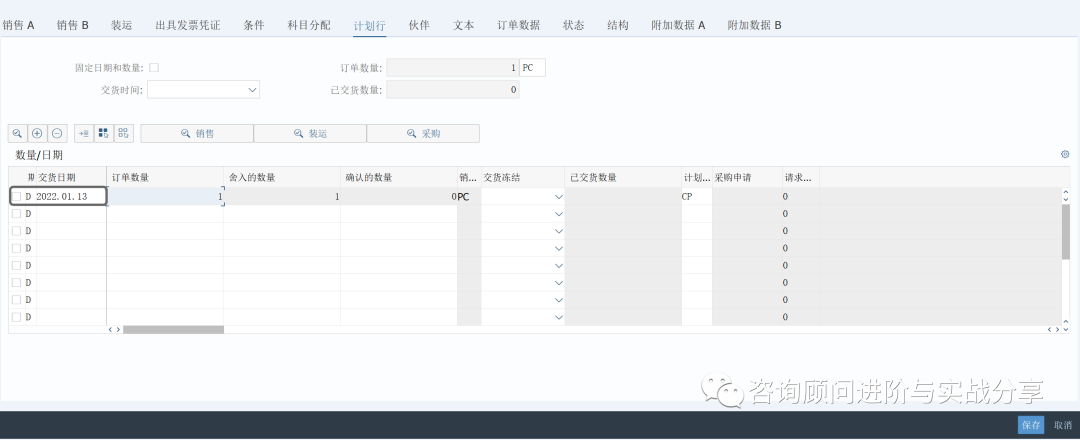 销售 A 销售 B 装运 出具发票凭证 条件 科目分配 计划行 伙伴 文本 订单数据 状态 结构 附加数据 A 附加数据 B
固定日期和数量: 订单数量: 1 PC
交货时间: 已交货数量: 0
销售 装运 采购
数量/日期
期 交货日期 订单数量 舍入的数量 确认的数量 销... 交货冻结 已交货数量 计划... 采购申请 请求...
D 2022.01.13 1 1 0 PC CP 0
D 0
D 0
D 0
D 0
D 0
D 0
D 0
咨询顾问进阶与实战分享
保存 取消